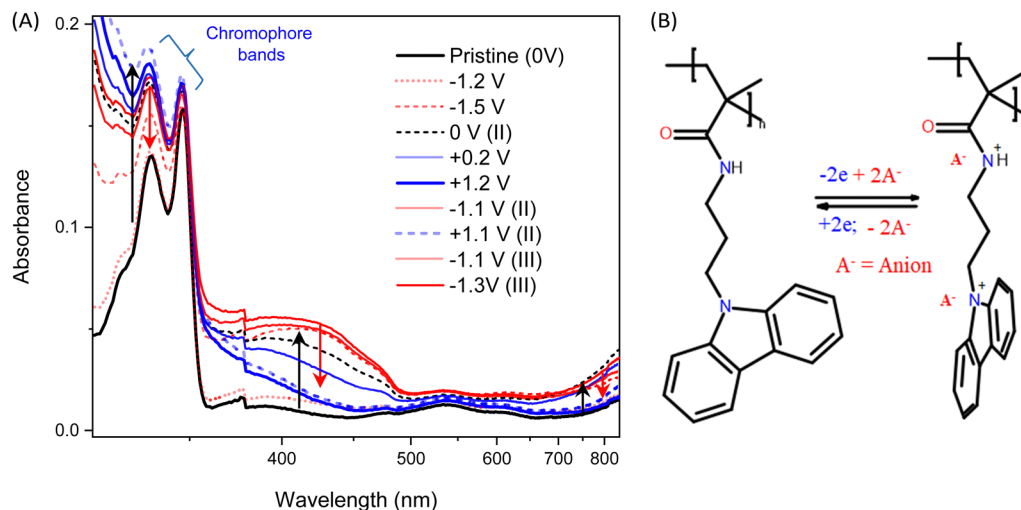 (A)
0.2
0.1
0.0
Absorbance
Chromophore
bands
Pristine (0V)
-1.2 V
-1.5 V
0 V (II)
+0.2 V
+1.2 V
-1.1 V (II)
+1.1 V (II)
-1.1 V (III)
-1.3V (III)
400
500
600
700
800
Wavelength (nm)
(B)
n
O
NH
N
-2e + 2A-
+2e; - 2A-
A- = Anion
n
O
A-
+
NH
A-
+
N